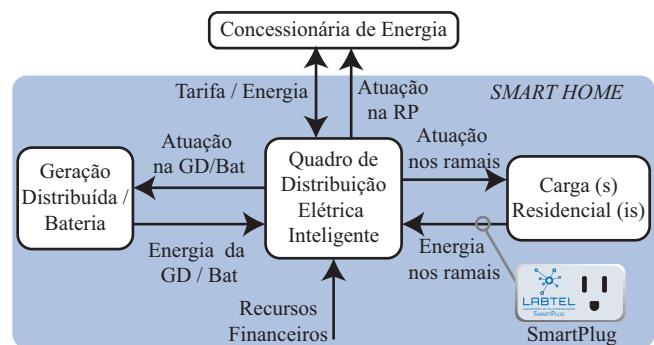 Concessionária de Energia
Tarifa / Energia
Atuação
na RP
SMART HOME
Atuação
na GD/Bat
Atuação
nos ramais
Geração
Distribuída /
Bateria
Quadro de
Distribuição
Elétrica
Inteligente
Carga (s)
Residencial (is)
Energia da
GD / Bat
Energia
nos ramais
Recursos
Financeiros
LABTEL
SMARTPLUG
SmartPlug